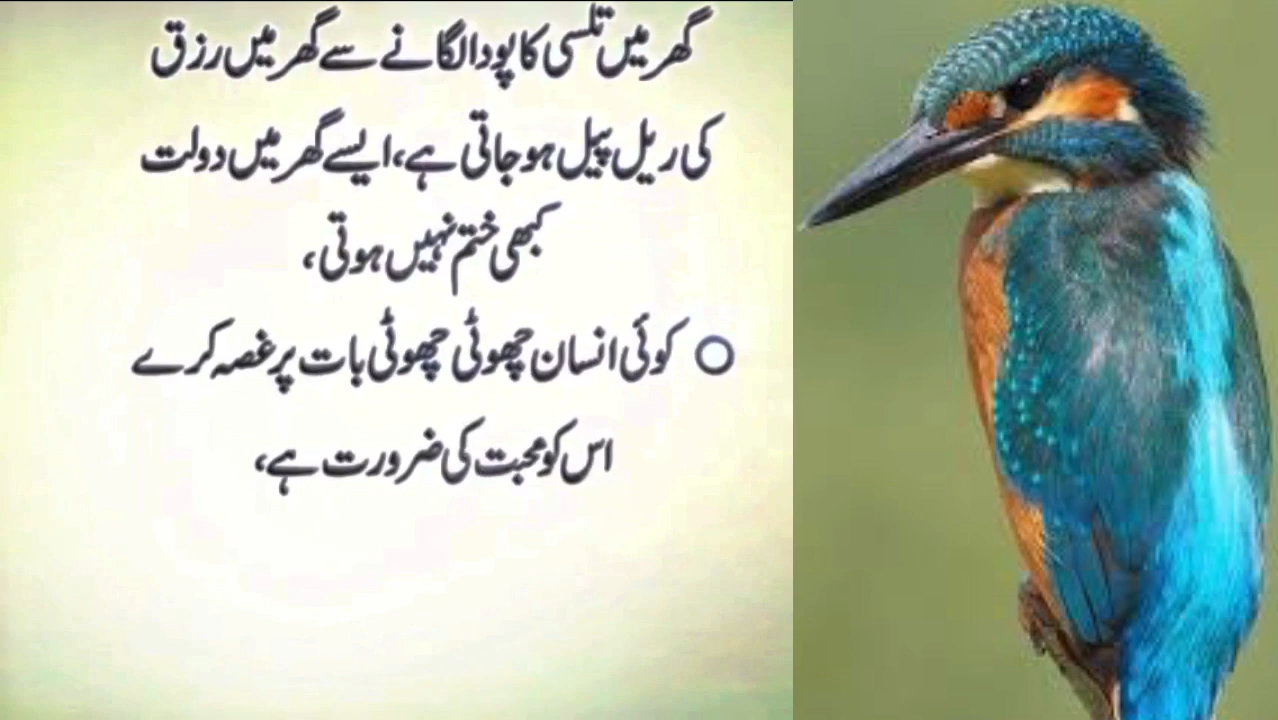 گھر میں تلسی کا پودا لگانے سے گھر میں رزق
کی ریل پیل ہو جاتی ہے، ایسے گھر میں دولت
کبھی ختم نہیں ہوتی،
○ کوئی انسان چھوٹی چھوٹی بات پر غصہ کرے
اس کو محبت کی ضرورت ہے،